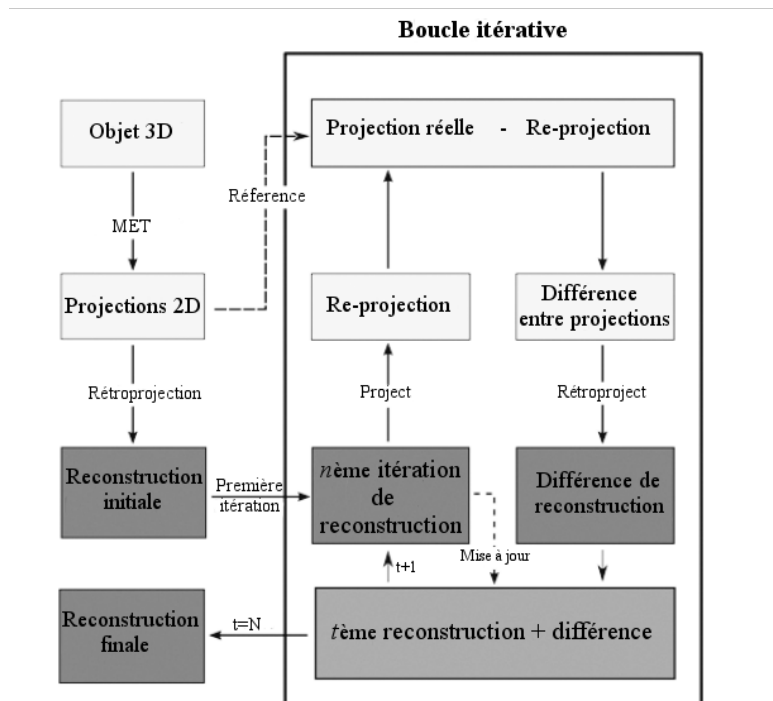 Boucle itérative
Objet 3D
Projection réelle - Re-projection
Réference
MET
Projections 2D
Re-projection
Différence
entre projections
Rétroprojection
Project
Rétroproject
Reconstruction
initiale
Première
itération
nème itération
de
reconstruction
Différence de
reconstruction
Mise à jour
t+1
Reconstruction
finale
t=N
tème reconstruction + différence